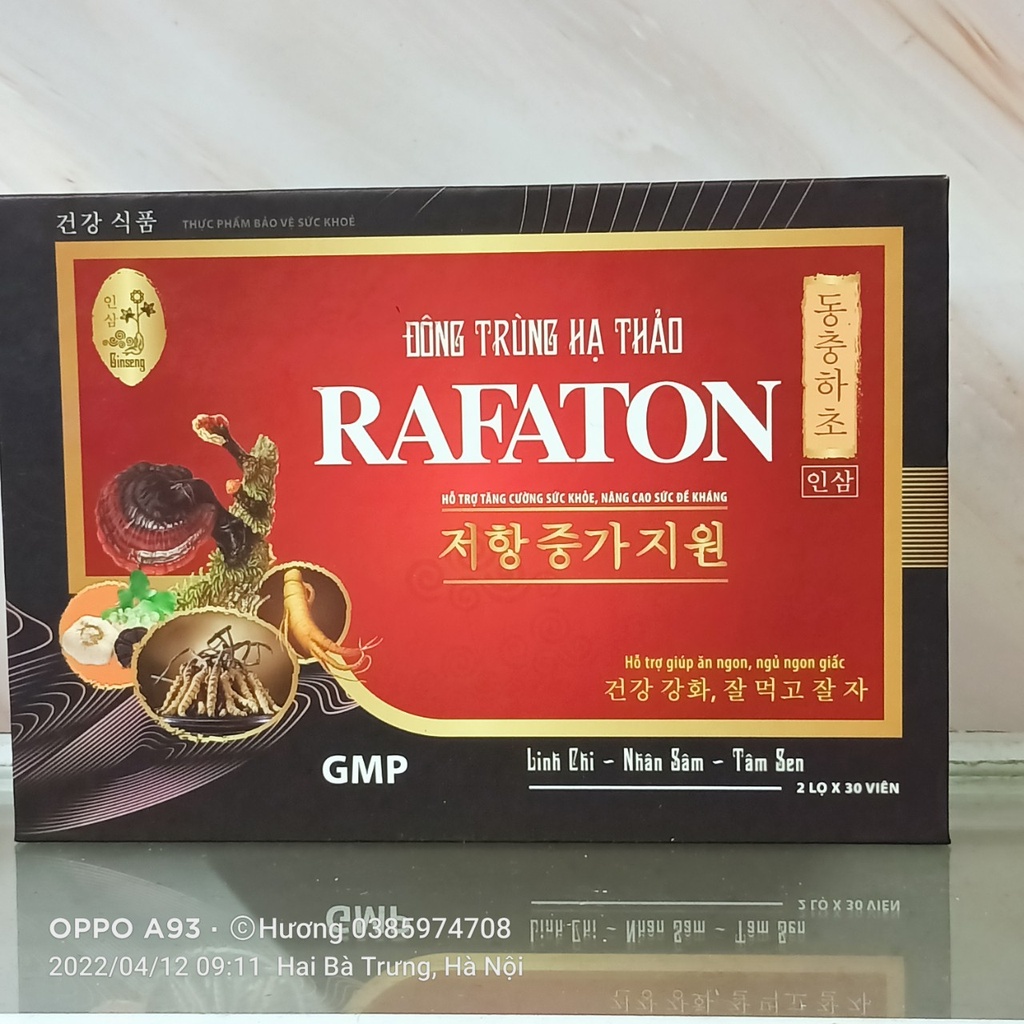 건강 식품 THỰC PHẨM BẢO VỆ SỨC KHOẺ
인삼
Ginseng
동충하초
인삼
ĐÔNG TRÙNG HẠ THẢO
RAFATON
HỖ TRỢ TĂNG CƯỜNG SỨC KHỎE, NÂNG CAO SỨC ĐỀ KHÁNG
저항 중가 지원
Hỗ trợ giúp ăn ngon, ngủ ngon giấc
건강 강화, 잘 먹고 잘 자
GMP
Linh Chi – Nhân Sâm – Tâm Sen
2 LỌ X 30 VIÊN
OPPO A93 · ©Hương 0385974708
2022/04/12 09:11 Hai Bà Trưng, Hà Nội